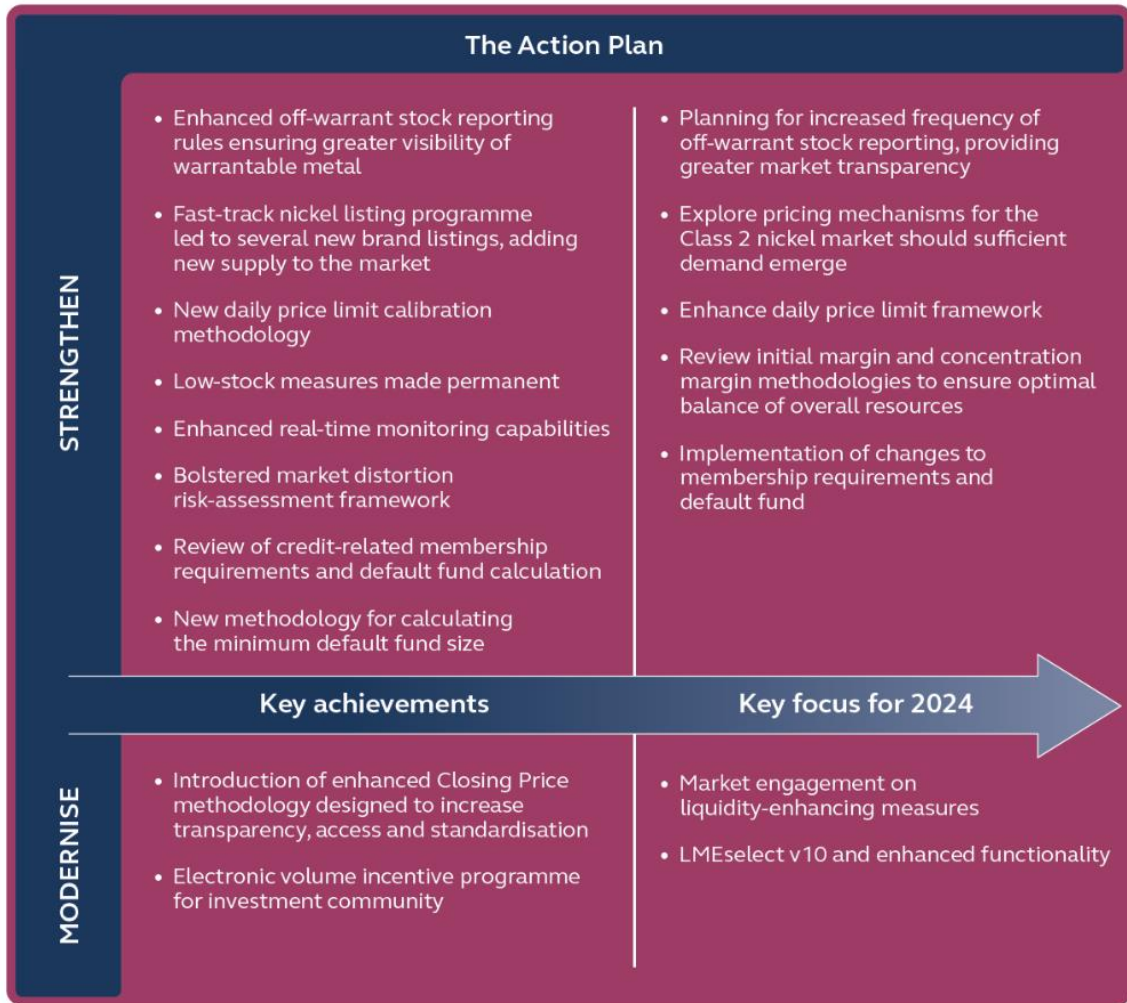 The Action Plan
STRENGTHEN
• Enhanced off-warrant stock reporting
rules ensuring greater visibility of
warrantable metal
• Fast-track nickel listing programme
led to several new brand listings, adding
new supply to the market
• New daily price limit calibration
methodology
• Low-stock measures made permanent
• Enhanced real-time monitoring capabilities
• Bolstered market distortion
risk-assessment framework
• Review of credit-related membership
requirements and default fund calculation
• New methodology for calculating
the minimum default fund size
• Planning for increased frequency of
off-warrant stock reporting, providing
greater market transparency
• Explore pricing mechanisms for the
Class 2 nickel market should sufficient
demand emerge
• Enhance daily price limit framework
• Review initial margin and concentration
margin methodologies to ensure optimal
balance of overall resources
• Implementation of changes to
membership requirements and
default fund
Key achievements
Key focus for 2024
MODERNISE
• Introduction of enhanced Closing Price
methodology designed to increase
transparency, access and standardisation
• Electronic volume incentive programme
for investment community
• Market engagement on
liquidity-enhancing measures
• LMEselect v10 and enhanced functionality